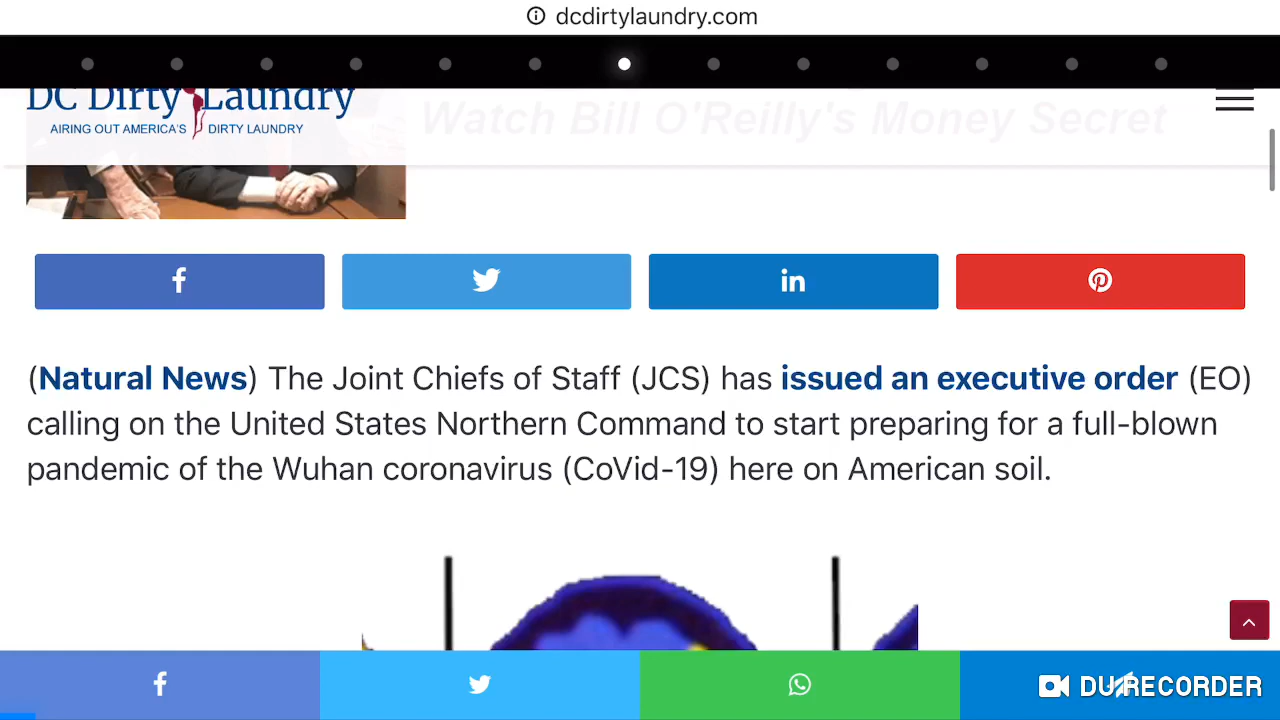 dcdirtylaundry.com
DC Dirty Laundry
AIRING OUT AMERICA'S DIRTY LAUNDRY
Watch Bill O'Reilly's Money Secret
(Natural News) The Joint Chiefs of Staff (JCS) has issued an executive order (EO)
calling on the United States Northern Command to start preparing for a full-blown
pandemic of the Wuhan coronavirus (CoVid-19) here on American soil.
DU RECORDER